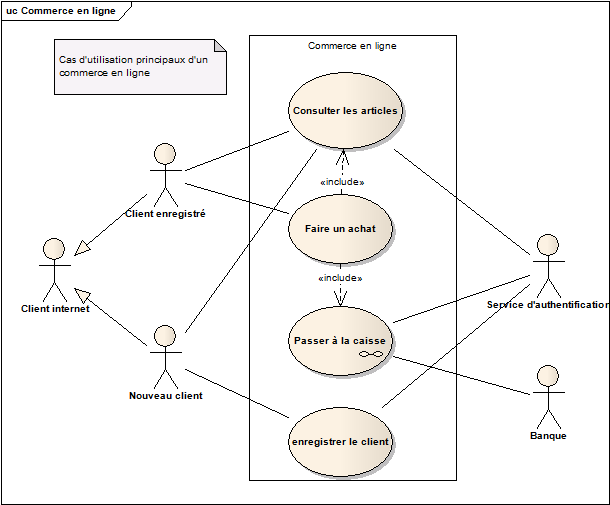 uc Commerce en ligne
Cas d'utilisation principaux d'un
commerce en ligne
Commerce en ligne
Consulter les articles
«include»
Client enregistré
Faire un achat
Client internet
«include»
Service d'authentification
Passer à la caisse
Nouveau client
Banque
enregistrer le client